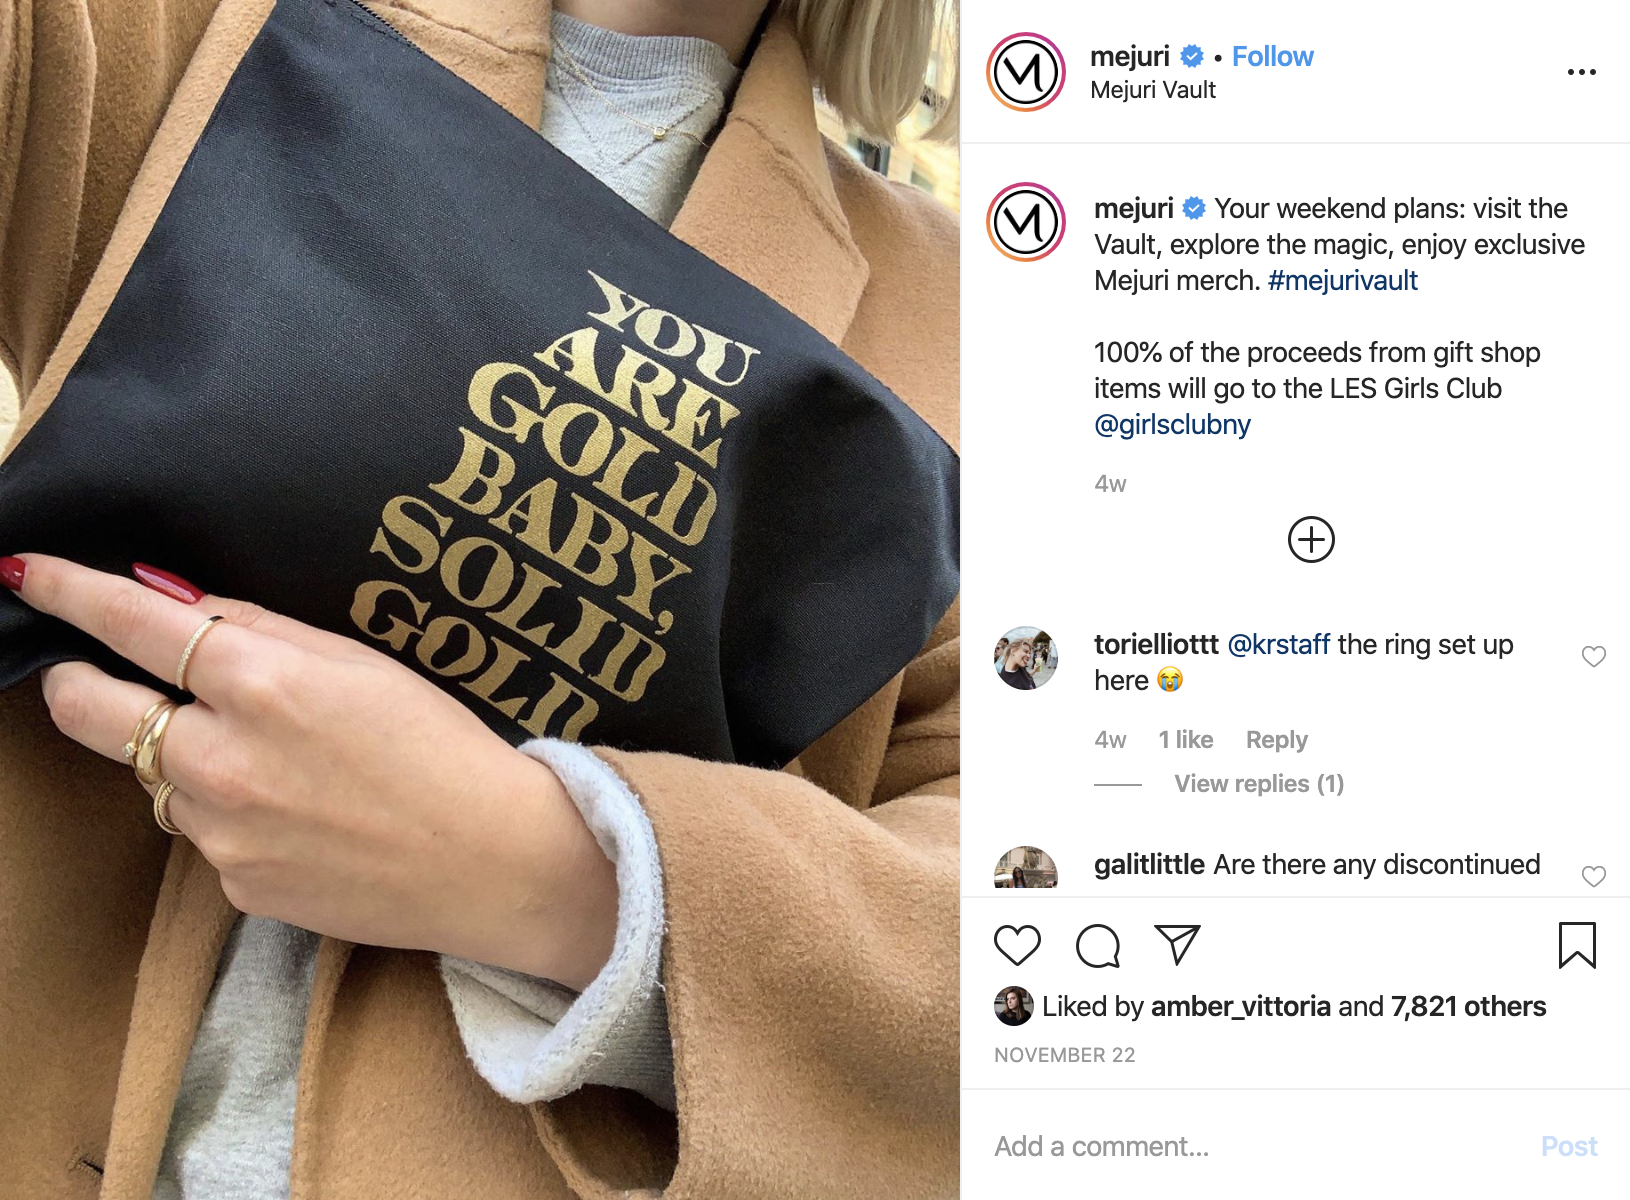 YOU
ARE
GOLD
BABY,
SOLID
GOLD
mejuri • Follow
Mejuri Vault
mejuri Your weekend plans: visit the
Vault, explore the magic, enjoy exclusive
Mejuri merch. #mejurivault
100% of the proceeds from gift shop
items will go to the LES Girls Club
@girlsclubny
4w
torielliottt @krstaff the ring set up
here 😭
4w 1 like Reply
View replies (1)
galitlittle Are there any discontinued
Liked by amber_vittoria and 7,821 others
NOVEMBER 22
Add a comment... Post